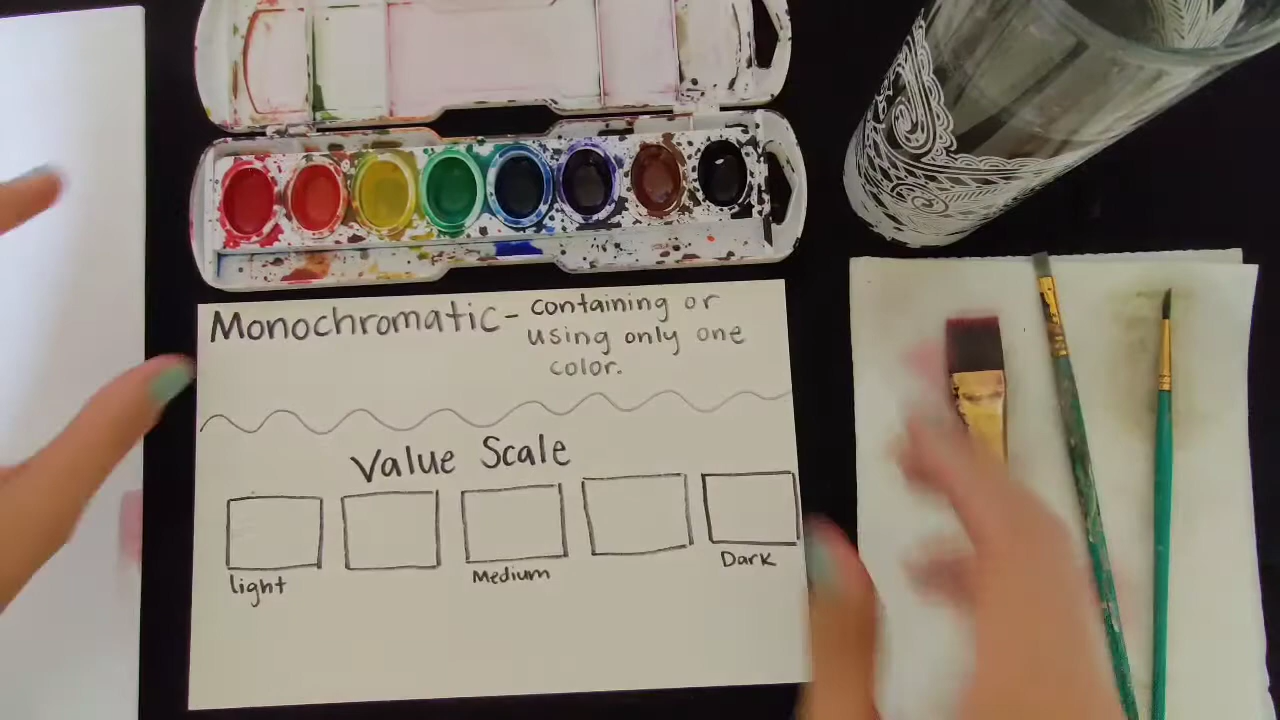 Monochromatic - containing or
using only one
color.
Value Scale
light
Medium
Dark